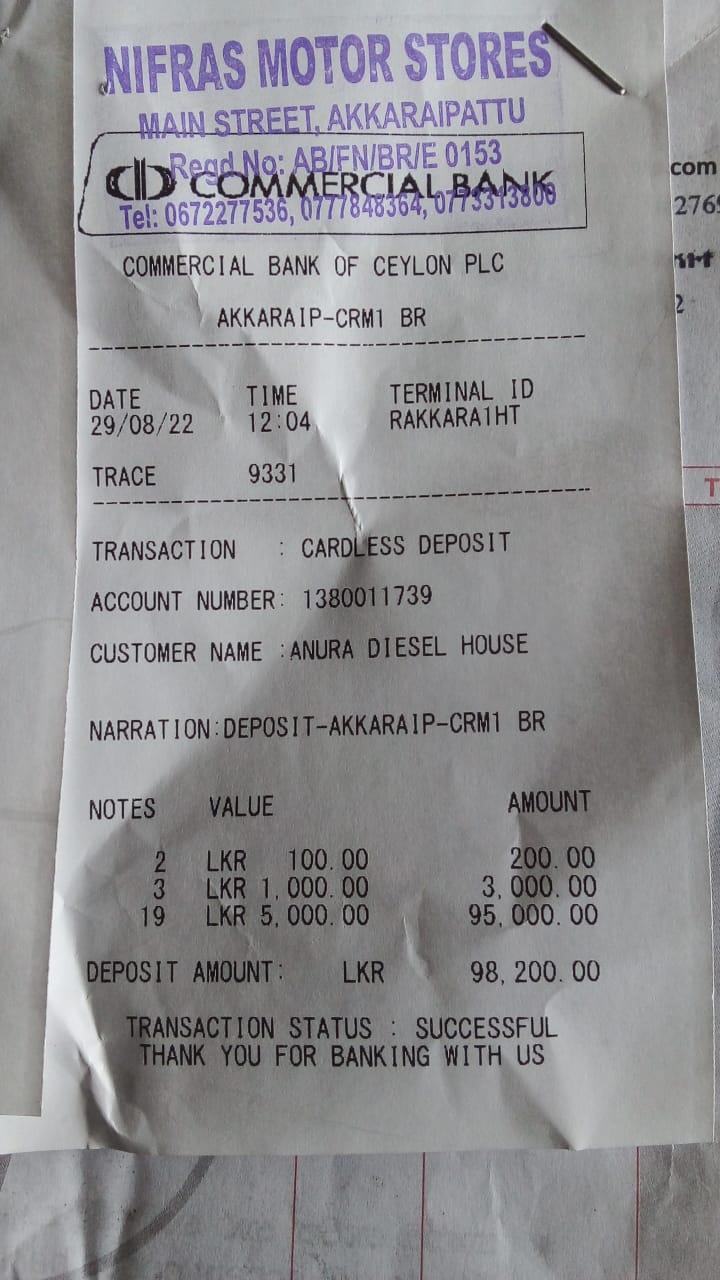 NIFRAS MOTOR STORES
MAIN STREET, AKKARAIPATTU
Regd No: AB/FN/BR/E 0153
COMMERCIAL BANK
Tel: 0672277536, 0777848364, 0773313806
COMMERCIAL BANK OF CEYLON PLC
AKKARAIP-CRM1 BR
DATE TIME TERMINAL ID
29/08/22 12:04 RAKKARA1HT
TRACE 9331
TRANSACTION : CARDLESS DEPOSIT
ACCOUNT NUMBER: 1380011739
CUSTOMER NAME :ANURA DIESEL HOUSE
NARRATION:DEPOSIT-AKKARAIP-CRM1 BR
NOTES VALUE AMOUNT
2 LKR 100.00 200.00
3 LKR 1,000.00 3,000.00
19 LKR 5,000.00 95,000.00
DEPOSIT AMOUNT: LKR 98,200.00
TRANSACTION STATUS : SUCCESSFUL
THANK YOU FOR BANKING WITH US
com